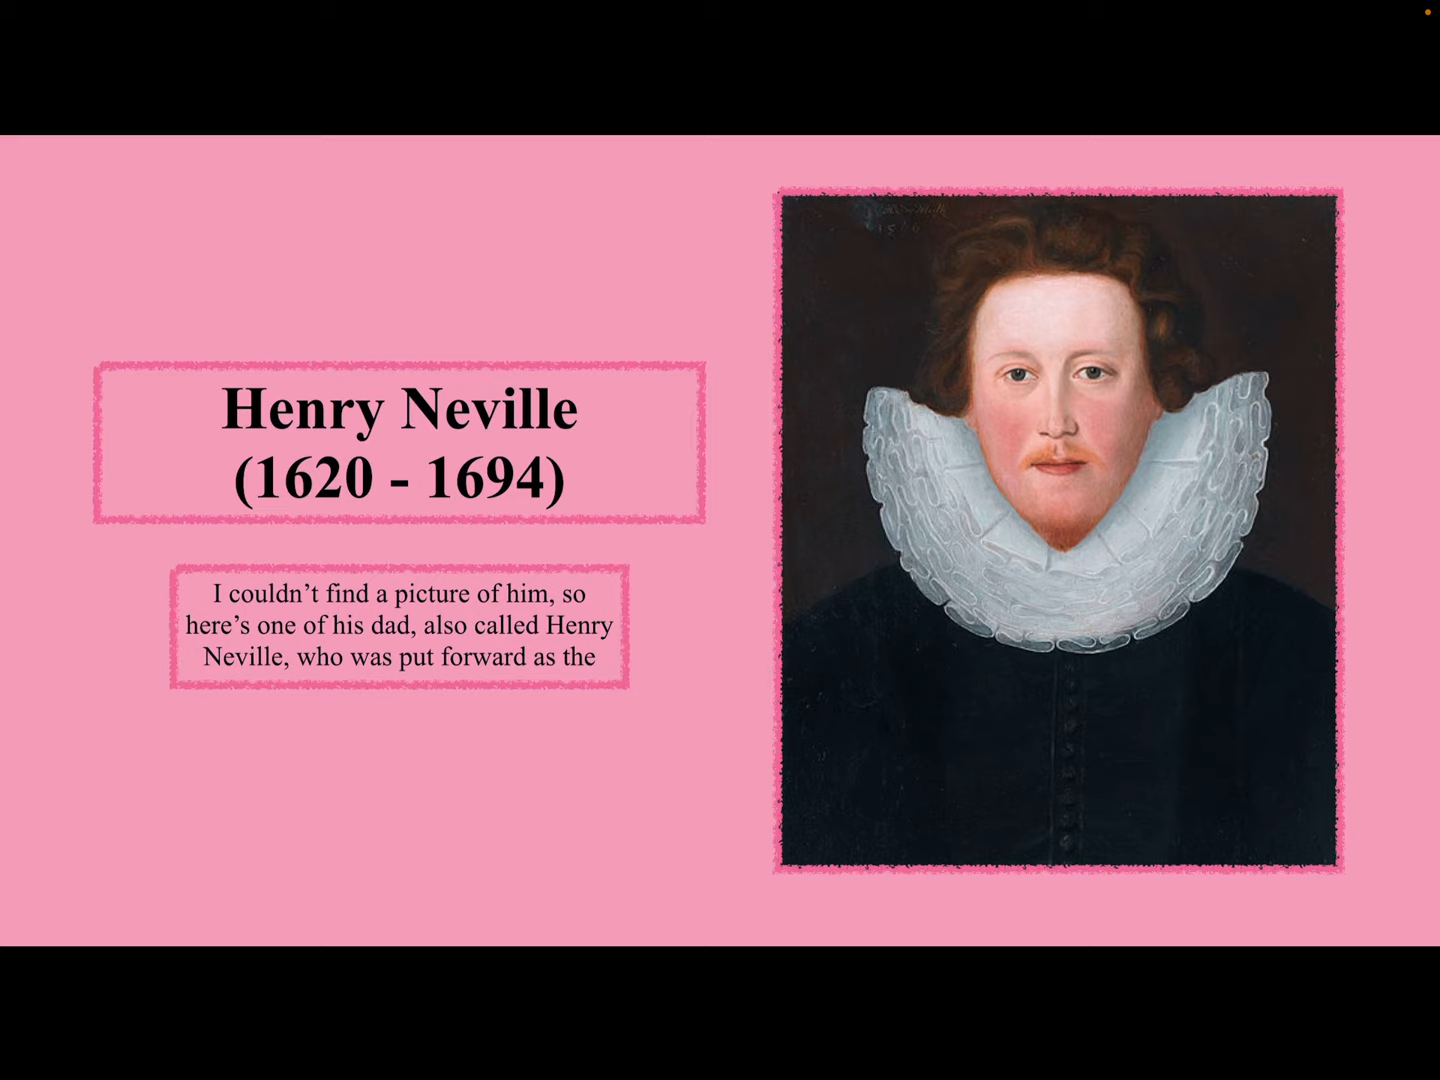 Henry Neville
(1620 - 1694)
I couldn’t find a picture of him, so
here’s one of his dad, also called Henry
Neville, who was put forward as the